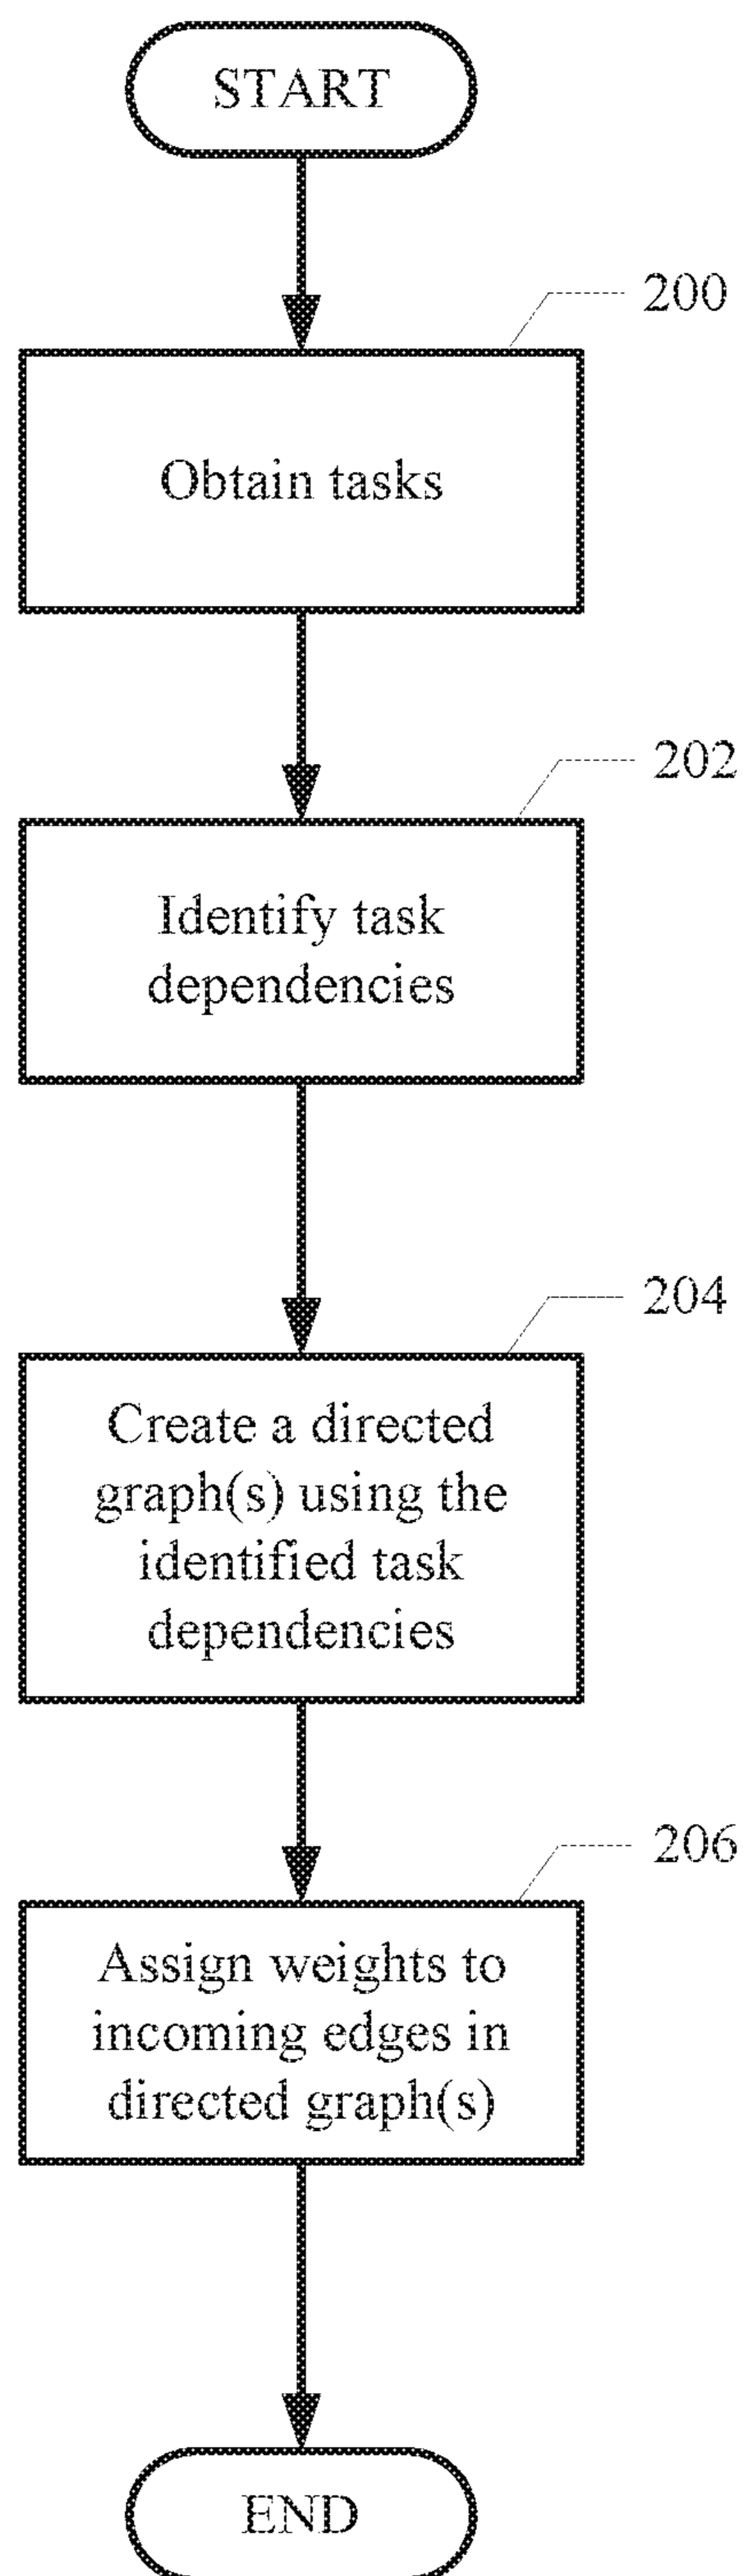 START
200
Obtain tasks
202
Identify task
dependencies
204
Create a directed
graph(s) using the
identified task
dependencies
206
Assign weights to
incoming edges in
directed graph(s)
END